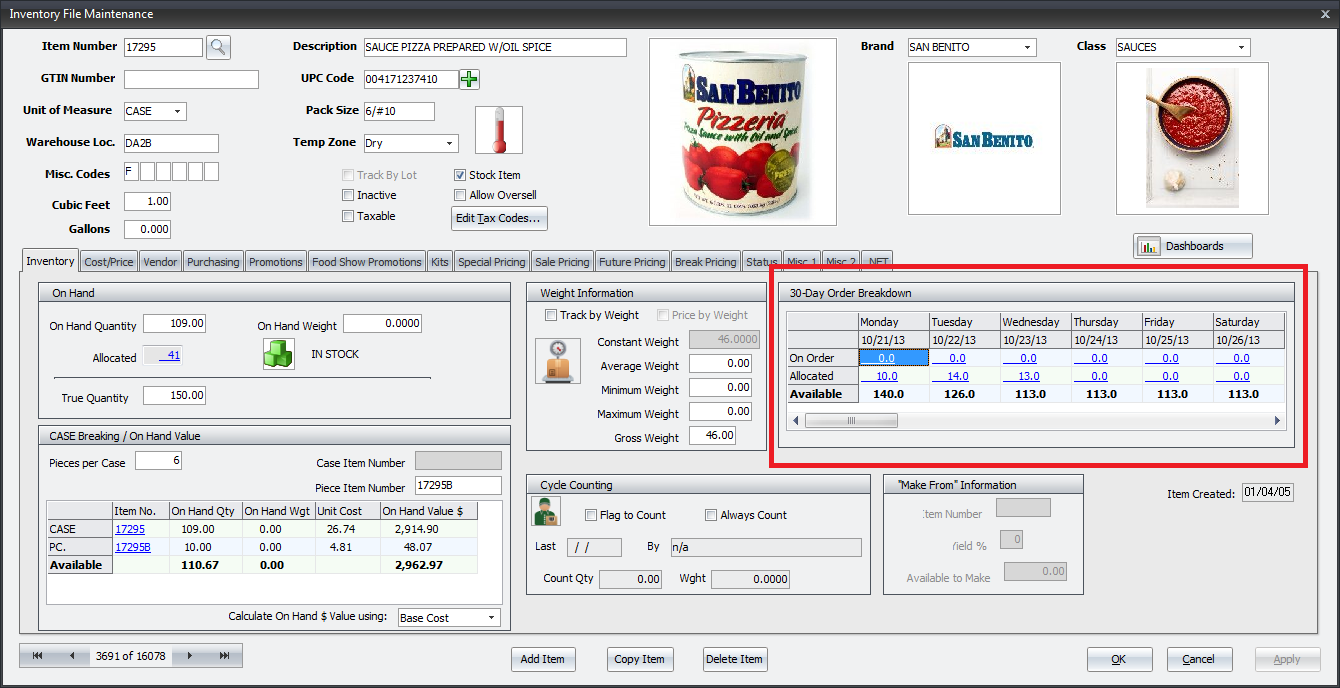 Inventory File Maintenance
X
Item Number 17295
Description SAUCE PIZZA PREPARED W/OIL SPICE
Brand SAN BENITO
Class SAUCES
GTIN Number
UPC Code 004171237410
Unit of Measure CASE
Pack Size 6/#10
Warehouse Loc. DA2B
Temp Zone Dry
Misc. Codes F
Track By Lot
Stock Item
Inactive
Allow Oversell
Cubic Feet 1.00
Taxable
Edit Tax Codes...
Gallons 0.000
SAN BENITO
Pizzeria
Pizza Sauce with Oil and Spice
SAN BENITO
Dashboards
Inventory Cost/Price Vendor Purchasing Promotions Food Show Promotions Kits Special Pricing Sale Pricing Future Pricing Break Pricing Status Misc 1 Misc 2 .NET
On Hand
On Hand Quantity 109.00
On Hand Weight 0.0000
Allocated 41
IN STOCK
True Quantity 150.00
Weight Information
Track by Weight
Price by Weight
Constant Weight 46.0000
Average Weight 0.00
Minimum Weight 0.00
Maximum Weight 0.00
Gross Weight 46.00
30-Day Order Breakdown
Monday Tuesday Wednesday Thursday Friday Saturday
10/21/13 10/22/13 10/23/13 10/24/13 10/25/13 10/26/13
On Order 0.0 0.0 0.0 0.0 0.0 0.0
Allocated 10.0 14.0 13.0 0.0 0.0 0.0
Available 140.0 126.0 113.0 113.0 113.0 113.0
CASE Breaking / On Hand Value
Pieces per Case 6
Case Item Number
Piece Item Number 17295B
Item No. On Hand Qty On Hand Wgt Unit Cost On Hand Value $
CASE 17295 109.00 0.00 26.74 2,914.90
PC. 17295B 10.00 0.00 4.81 48.07
Available 110.67 0.00 2,962.97
Calculate On Hand $ Value using: Base Cost
Cycle Counting
Flag to Count
Always Count
Last / /
By n/a
Count Qty 0.00
Wght 0.0000
"Make From" Information
Item Number
Yield % 0
Available to Make 0.00
Item Created: 01/04/05
3691 of 16078
Add Item
Copy Item
Delete Item
OK
Cancel
Apply